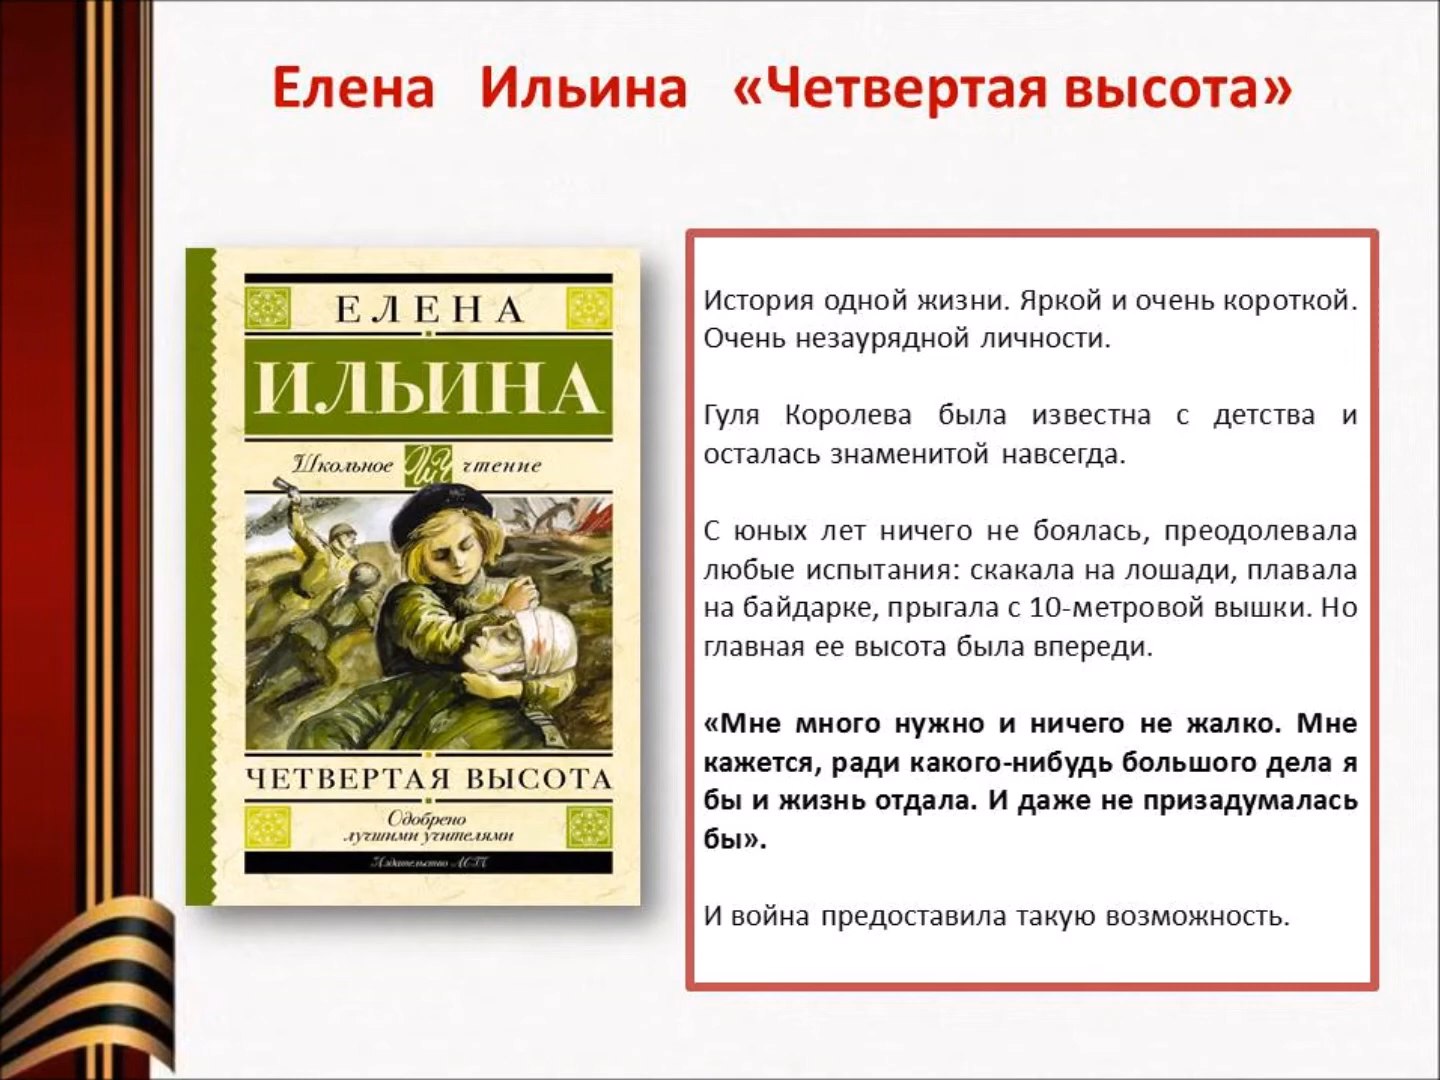 Елена Ильина «Четвертая высота»
ЕЛЕНА
ИЛЬИНА
Школьное чтение
ЧЕТВЕРТАЯ ВЫСОТА
Одобрено
лучшими учителями
Издательство АСТ
История одной жизни. Яркой и очень короткой.
Очень незаурядной личности.
Гуля Королева была известна с детства и
осталась знаменитой навсегда.
С юных лет ничего не боялась, преодолевала
любые испытания: скакала на лошади, плавала
на байдарке, прыгала с 10-метровой вышки. Но
главная ее высота была впереди.
«Мне много нужно и ничего не жалко. Мне
кажется, ради какого-нибудь большого дела я
бы и жизнь отдала. И даже не призадумалась
бы».
И война предоставила такую возможность.